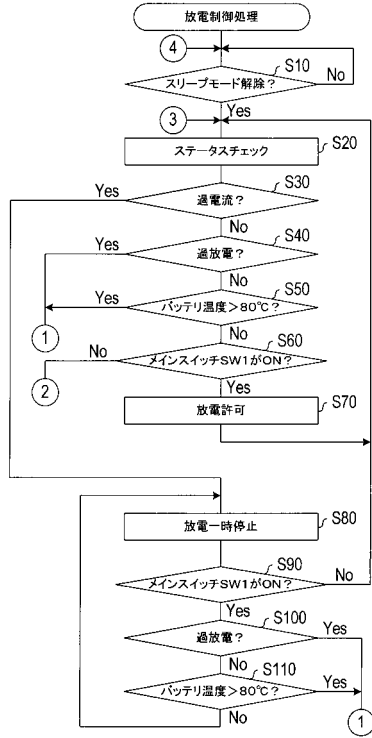 放電制御処理
4
S10
スリープモード解除?
No
Yes
3
S20
ステータスチェック
S30
Yes
過電流?
No
S40
Yes
過放電?
No
S50
Yes
バッテリ温度>80℃?
1
No
S60
No
メインスイッチSW1がON?
2
Yes
S70
放電許可
S80
放電一時停止
S90
メインスイッチSW1がON?
No
Yes
S100
過放電?
Yes
No
S110
バッテリ温度>80℃?
Yes
No
1